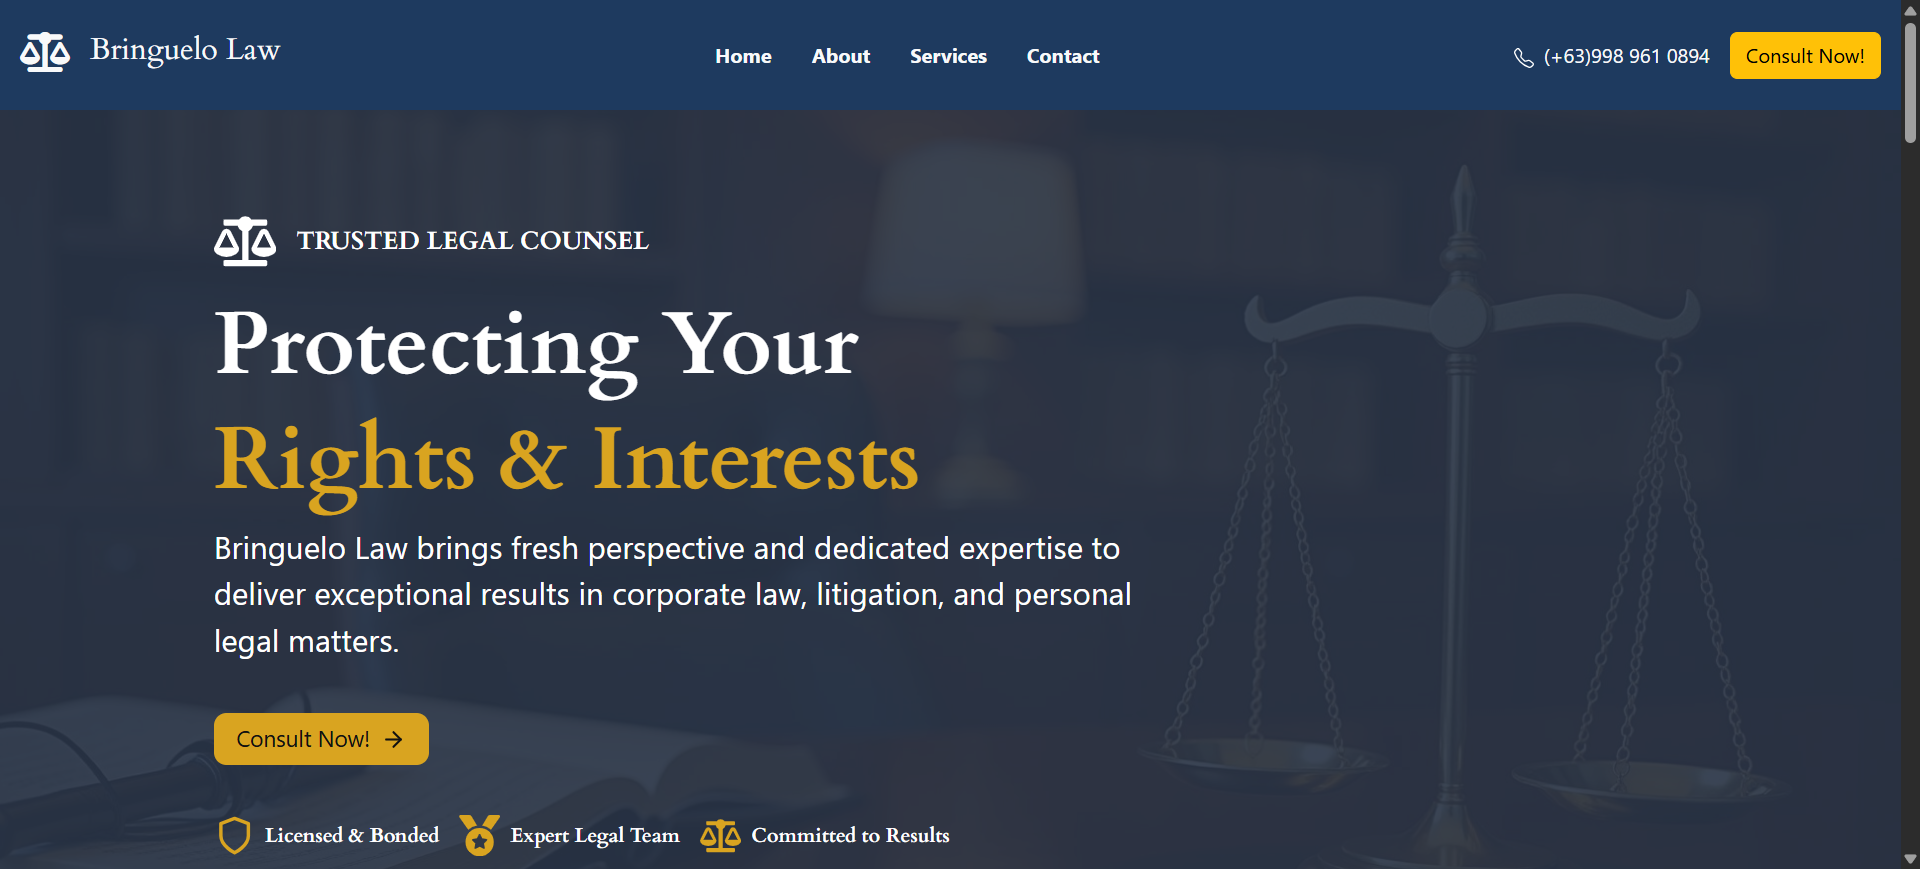 Bringuelo Law
Home About Services Contact
(+63)998 961 0894
Consult Now!
TRUSTED LEGAL COUNSEL
Protecting Your
Rights & Interests
Bringuelo Law brings fresh perspective and dedicated expertise to
deliver exceptional results in corporate law, litigation, and personal
legal matters.
Consult Now!
Licensed & Bonded Expert Legal Team Committed to Results